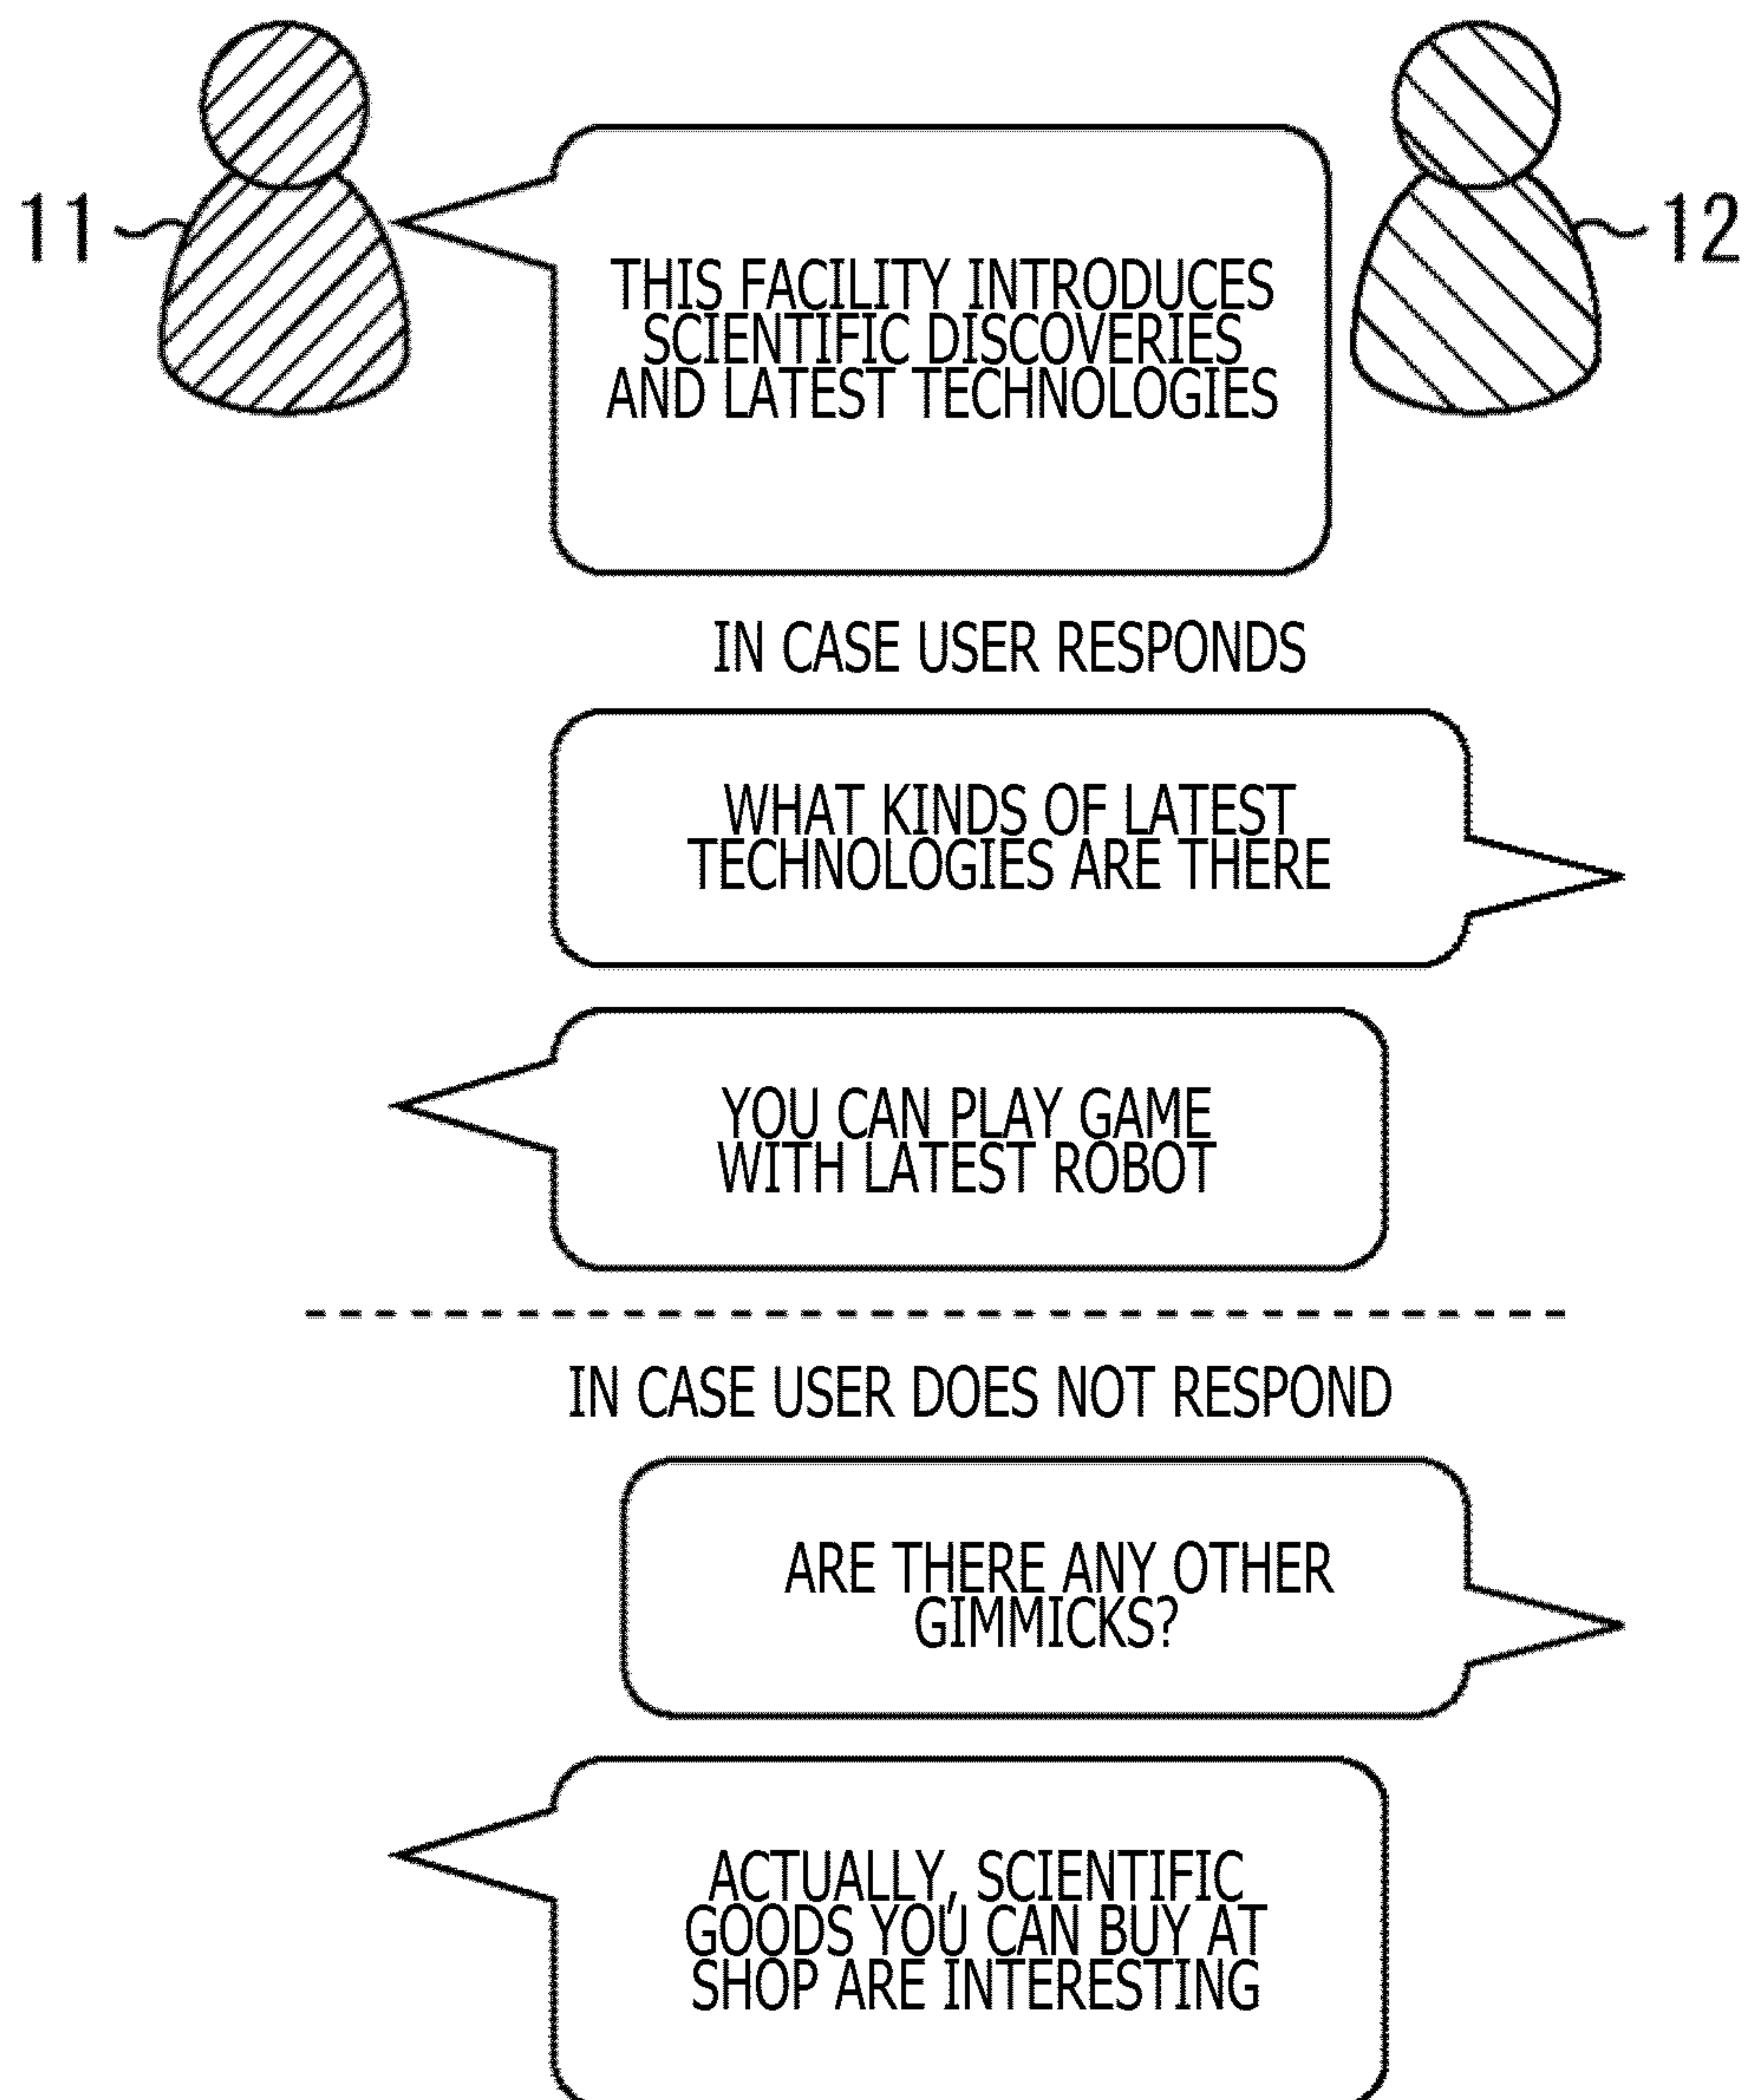 11
12
THIS FACILITY INTRODUCES
SCIENTIFIC DISCOVERIES
AND LATEST TECHNOLOGIES
IN CASE USER RESPONDS
WHAT KINDS OF LATEST
TECHNOLOGIES ARE THERE
YOU CAN PLAY GAME
WITH LATEST ROBOT
IN CASE USER DOES NOT RESPOND
ARE THERE ANY OTHER
GIMMICKS?
ACTUALLY, SCIENTIFIC
GOODS YOU CAN BUY AT
SHOP ARE INTERESTING